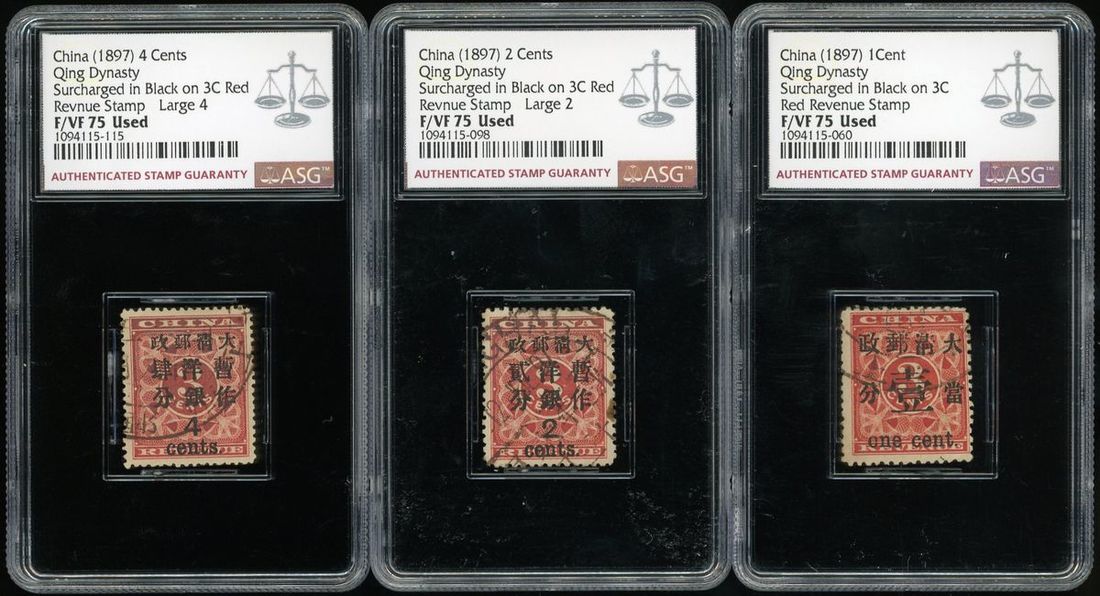 China (1897) 4 Cents
Qing Dynasty
Surcharged in Black on 3C Red
Revnue Stamp Large 4
F/VF 75 Used
1094115-115
AUTHENTICATED STAMP GUARANTY ASG™
CHINA
政郵清大
肆洋暫
分銀作
4
cents.
China (1897) 2 Cents
Qing Dynasty
Surcharged in Black on 3C Red
Revnue Stamp Large 2
F/VF 75 Used
1094115-098
AUTHENTICATED STAMP GUARANTY ASG™
CHINA
政郵清大
貳洋暫
分銀作
2
cents.
China (1897) 1Cent
Qing Dynasty
Surcharged in Black on 3C
Red Revenue Stamp
F/VF 75 Used
1094115-060
AUTHENTICATED STAMP GUARANTY ASG™
CHINA
政郵清大
分壹當
one cent.